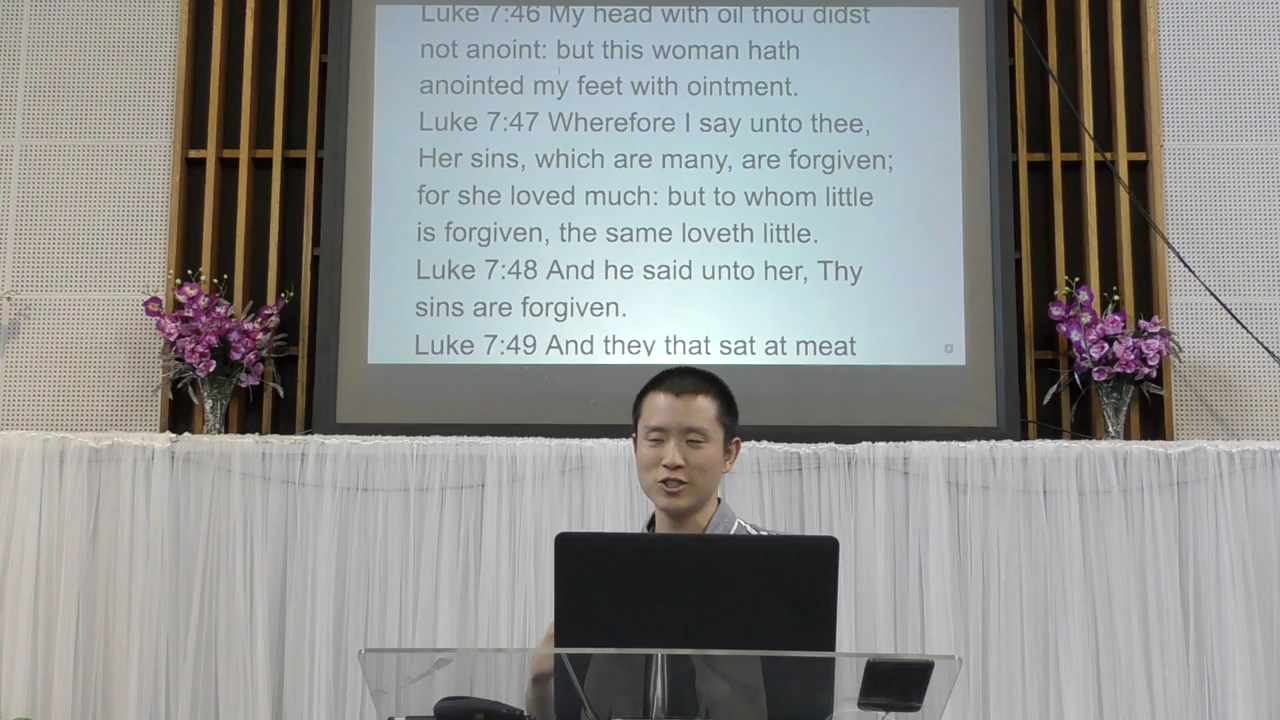 Luke 7:46 My head with oil thou didst
not anoint: but this woman hath
anointed my feet with ointment.
Luke 7:47 Wherefore I say unto thee,
Her sins, which are many, are forgiven;
for she loved much: but to whom little
is forgiven, the same loveth little.
Luke 7:48 And he said unto her, Thy
sins are forgiven.
Luke 7:49 And they that sat at meat